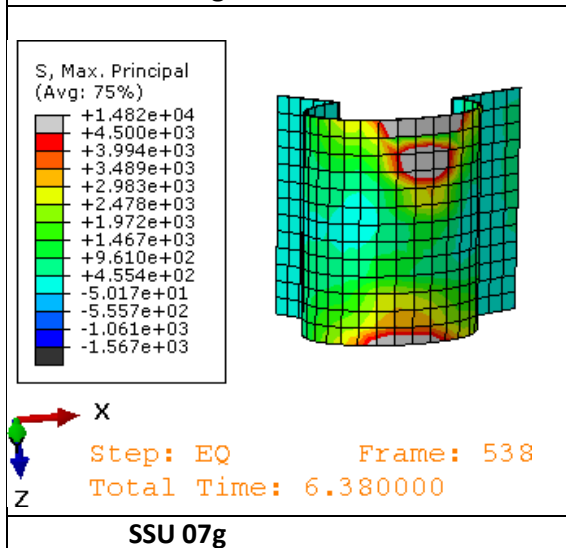 S, Max. Principal
(Avg: 75%)
+1.482e+04
+4.500e+03
+3.994e+03
+3.489e+03
+2.983e+03
+2.478e+03
+1.972e+03
+1.467e+03
+9.610e+02
+4.554e+02
-5.017e+01
-5.557e+02
-1.061e+03
-1.567e+03
X
Z
Step: EQ Frame: 538
Total Time: 6.380000
SSU 07g